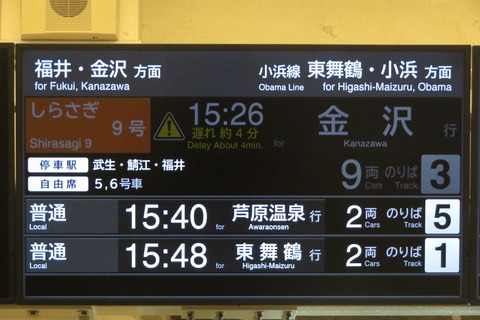 福井・金沢 方面 小浜線 東舞鶴・小浜 方面
for Fukui, Kanazawa Obama Line for Higashi-Maizuru, Obama
しらさぎ 9号 15:26 金沢 行
Shirasagi 9 遅れ 約4分 for Kanazawa
Delay About 4min.
停車駅 武生・鯖江・福井 9両 のりば 3
自由席 5,6号車 Cars Track
普通 15:40 芦原温泉 行 2両 のりば 5
Local for Awaraonsen Cars Track
普通 15:48 東舞鶴 行 2両 のりば 1
Local for Higashi-Maizuru Cars Track